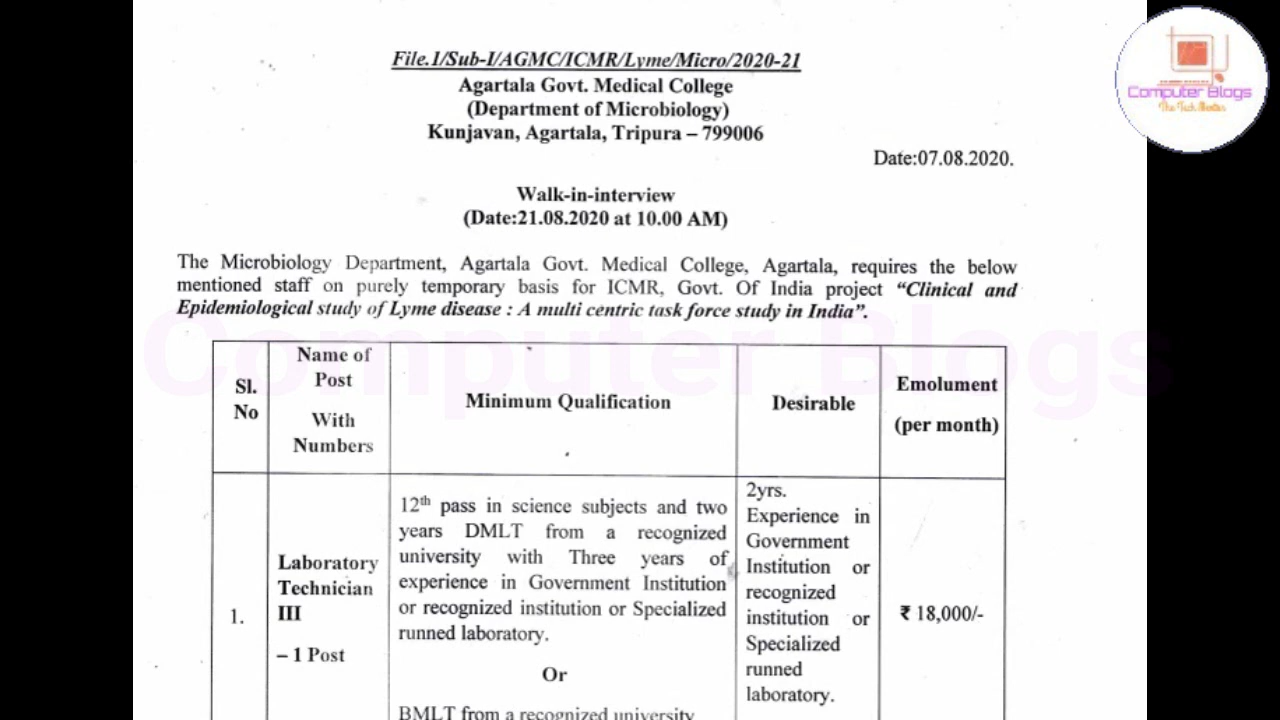 File.1/Sub-I/AGMC/ICMR/Lyme/Micro/2020-21
Agartala Govt. Medical College
(Department of Microbiology)
Kunjavan, Agartala, Tripura – 799006
Date:07.08.2020.
Walk-in-interview
(Date:21.08.2020 at 10.00 AM)
The Microbiology Department, Agartala Govt. Medical College, Agartala, requires the below
mentioned staff on purely temporary basis for ICMR, Govt. Of India project “Clinical and
Epidemiological study of Lyme disease : A multi centric task force study in India”.
Sl.
No
Name of
Post
With
Numbers
Minimum Qualification
Desirable
Emolument
(per month)
1.
Laboratory
Technician
III
– 1 Post
12th pass in science subjects and two
years DMLT from a recognized
university with Three years of
experience in Government Institution
or recognized institution or Specialized
runned laboratory.
Or
BMLT from a recognized university
2yrs.
Experience in
Government
Institution or
recognized
institution or
Specialized
runned
laboratory.
₹ 18,000/-
Computer Blogs
The Tech Master
Computer Blogs